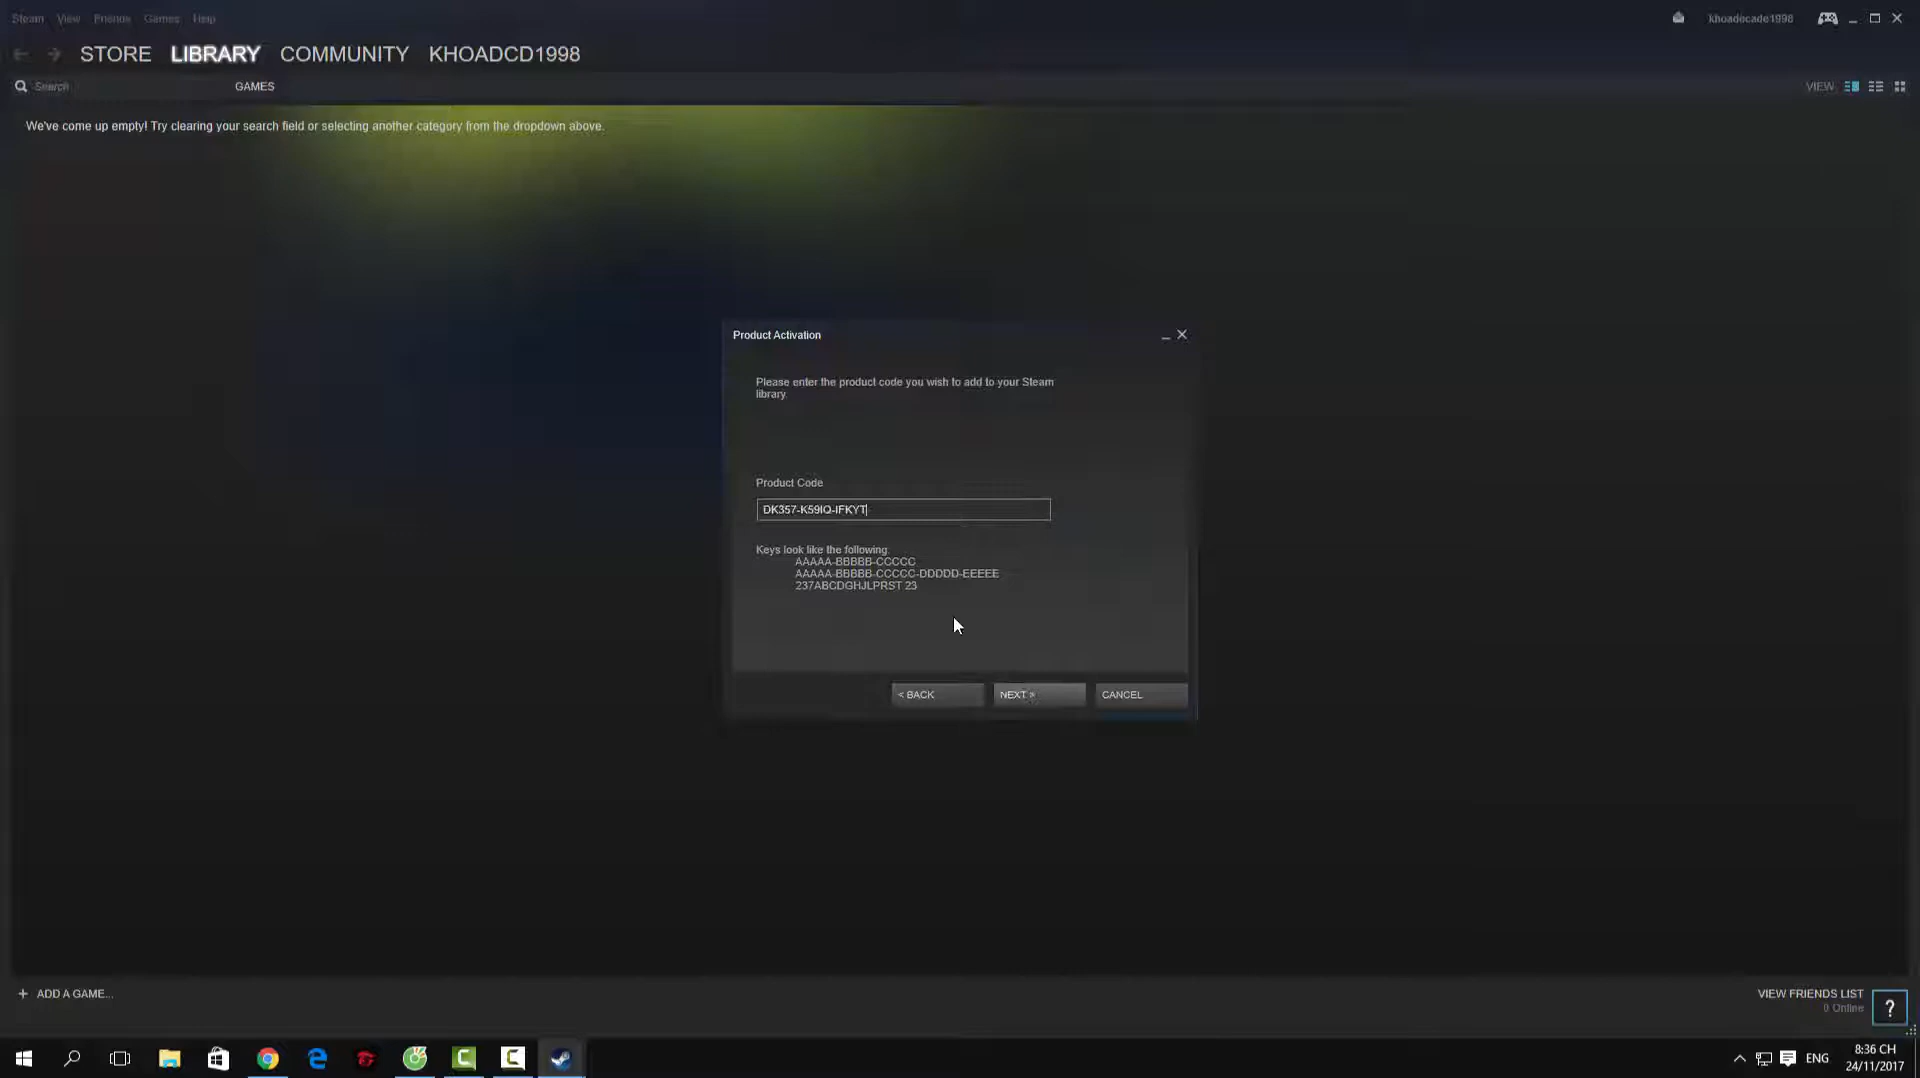 Steam View Friends Games Help
khoadecade1998
STORE LIBRARY COMMUNITY KHOADCD1998
Search
GAMES
VIEW
We've come up empty! Try clearing your search field or selecting another category from the dropdown above.
Product Activation
Please enter the product code you wish to add to your Steam
library.
Product Code
DK357-K59IQ-IFKYT
Keys look like the following:
AAAAA-BBBBB-CCCCC
AAAAA-BBBBB-CCCCC-DDDDD-EEEEE
237ABCDGHJLPRST 23
< BACK
NEXT >
CANCEL
+ ADD A GAME...
VIEW FRIENDS LIST
0 Online
?
ENG
8:36 CH
24/11/2017